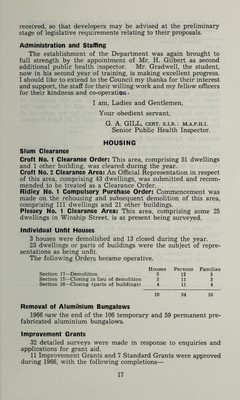 received, so that developers may be advised at the preliminary
stage of legislative requirements relating to their proposals.
Administration and Staffing
The establishment of the Department was again brought to
full strength by the appointment of Mr. H. Gilbert as second
additional public health inspector. Mr. Gradwell, the student,
now in his second year of training, is making excellent progress.
I should like to extend to the Council my thanks for their interest
and support, the staff for their willing work and my fellow officers
for their kindness and co-operation.
I am, Ladies and Gentlemen,
Your obedient servant,
G. A. GILL, CERT. S.I.B.; M.A.P.H.I.
Senior Public Health Inspector
HOUSING
Slum Clearance
Croft No. 1 Clearance Order: This area, comprising 51 dwellings
and 1 other building, was cleared during the year.
Croft No. 2 Clearance Area: An Official Representation in respect
of this area, comprising 43 dwellings, was submitted and recom-
mended to be treated as a Clearance Order.
Ridley No. 1 Compulsory Purchase Order: Commencement was
made on the rehousing and subsequent demolition of this area,
comprising 111 dwellings and 21 other buildings.
Plessey No. 1 Clearance Area: This area, comprising some 25
dwellings in Winship Street, is at present being surveyed.
Individual Unfit Houses
3 houses were demolished and 13 closed during the year.
23 dwellings or parts of buildings were the subject of repre-
sentations as being unfit.
The following Orders became operative.
Houses Persons Families
Section 17—Demolition 3 12 3
Section 17—Closing in lieu of demolition 3 11 3
Section 18—Closing (parts of buildings) 4 11 4
10 34 10
Removal of Aluminium Bungalows
1966 saw the end of the 106 temporary and 59 permanent pre-
fabricated aluminium bungalows.
Improvement Grants
32 detailed surveys were made in response to enquiries and
applications for grant aid.
11 Improvement Grants and 7 Standard Grants were approved
during 1966, with the following completions—
17